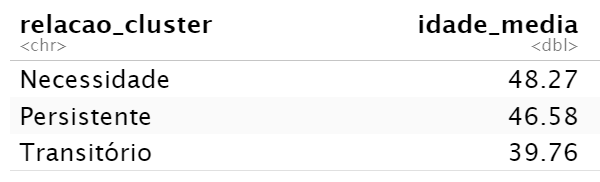 relacao_cluster idade_media
<chr> <dbl>
Necessidade 48.27
Persistente 46.58
Transitório 39.76